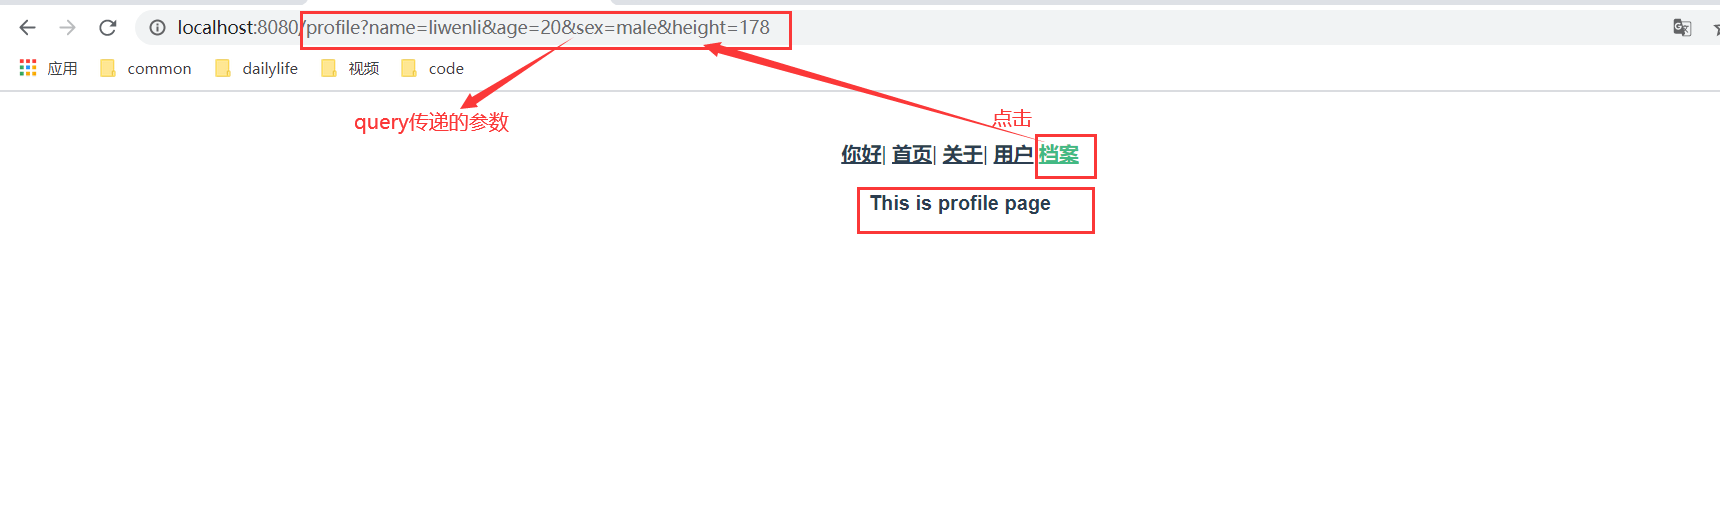 localhost:8080/profile?name=liwenli&age=20&sex=male&height=178
应用 common dailylife 视频 code
query传递的参数
点击
你好| 首页| 关于| 用户 档案
This is profile page